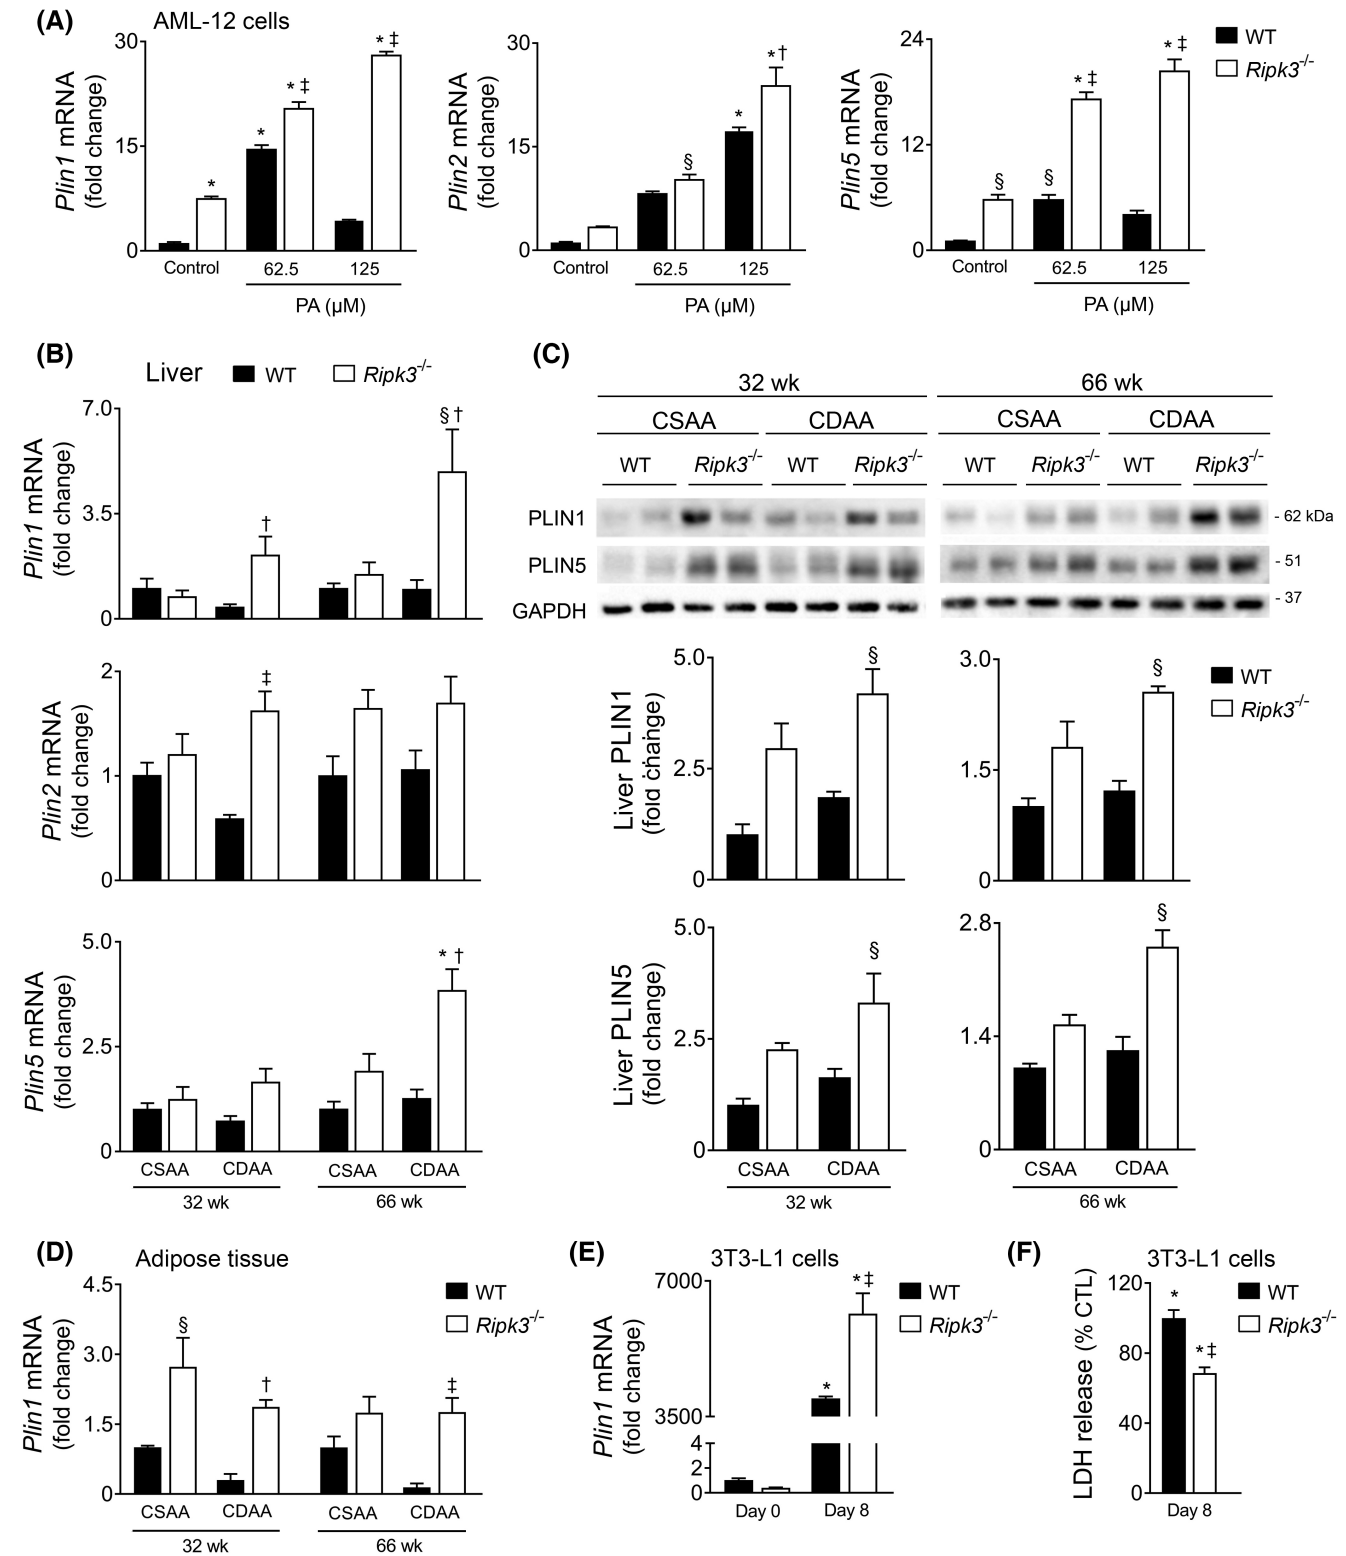 (A) AML-12 cells
Plin1 mRNA
(fold change)
30
15
0
*
*
* ‡
* ‡
Control 62.5 125
PA (µM)
Plin2 mRNA
(fold change)
30
15
0
§
*
*†
Control 62.5 125
PA (µM)
Plin5 mRNA
(fold change)
24
12
0
§
§
* ‡
* ‡
Control 62.5 125
PA (µM)
WT
Ripk3-/-
(B) Liver WT Ripk3-/-
Plin1 mRNA
(fold change)
7.0
3.5
0
†
§ †
Plin2 mRNA
(fold change)
2
1
0
‡
Plin5 mRNA
(fold change)
5.0
2.5
0
* †
CSAA CDAA CSAA CDAA
32 wk 66 wk
(C)
32 wk 66 wk
CSAA CDAA CSAA CDAA
WT Ripk3-/- WT Ripk3-/- WT Ripk3-/- WT Ripk3-/-
PLIN1 - 62 kDa
PLIN5 - 51
GAPDH - 37
Liver PLIN1
(fold change)
5.0
2.5
0
§
3.0
1.5
0
§
WT
Ripk3-/-
Liver PLIN5
(fold change)
5.0
2.5
0
§
CSAA CDAA
32 wk
2.8
1.4
0
§
CSAA CDAA
66 wk
(D) Adipose tissue
Plin1 mRNA
(fold change)
4.5
3.0
1.5
0
§
†
‡
WT
Ripk3-/-
CSAA CDAA CSAA CDAA
32 wk 66 wk
(E) 3T3-L1 cells
Plin1 mRNA
(fold change)
7000
3500
4
2
0
*
*‡
WT
Ripk3-/-
Day 0 Day 8
(F) 3T3-L1 cells
LDH release (% CTL)
120
80
40
0
*
*‡
WT
Ripk3-/-
Day 8